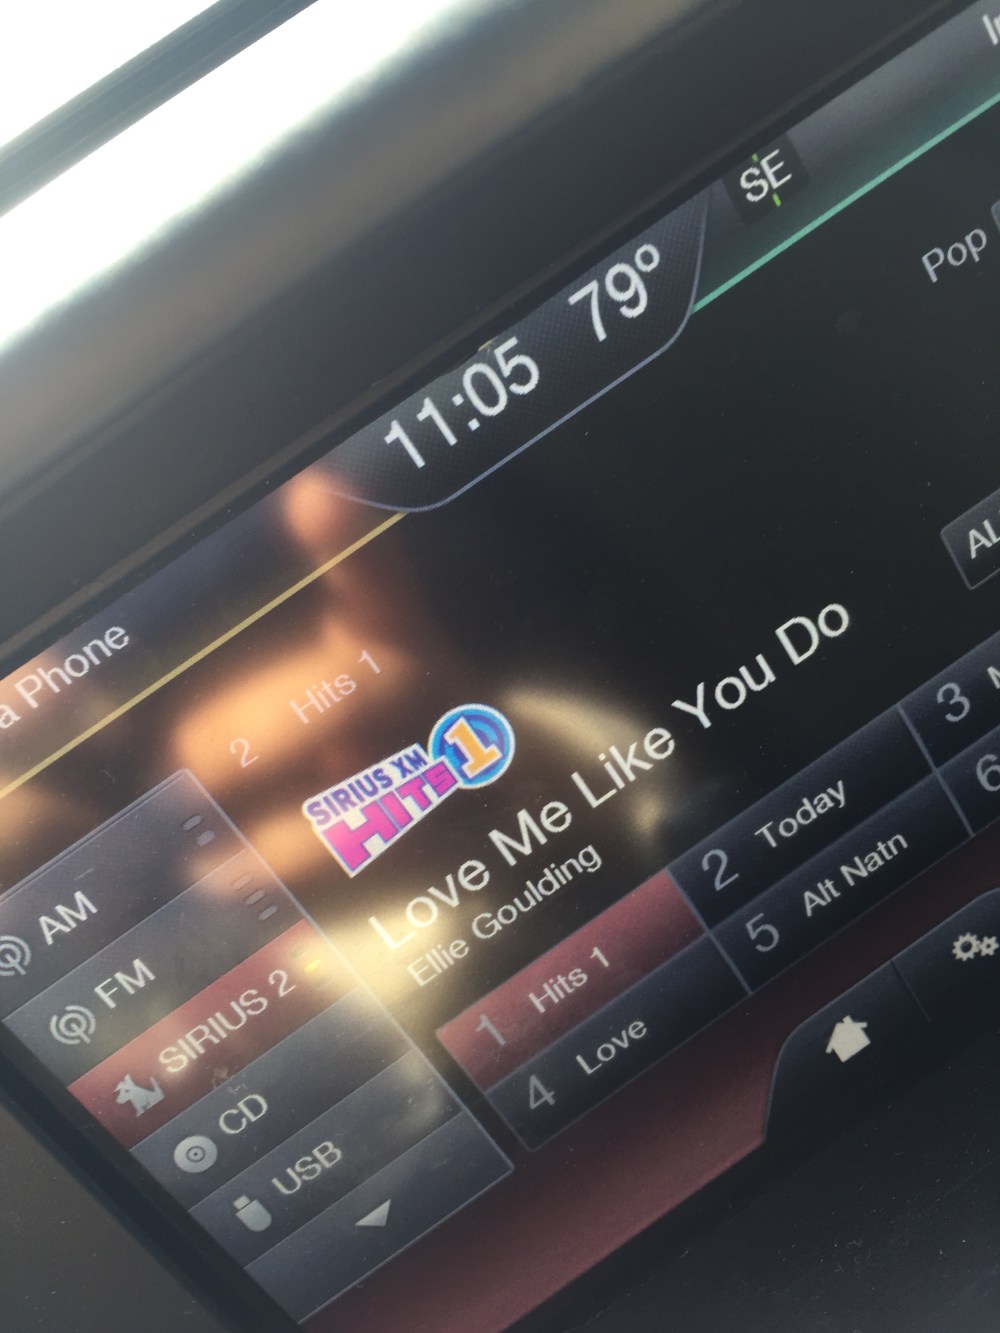 SE
11:05 79°
a Phone
Pop
2 Hits 1
SIRIUS XM
HITS 1
Love Me Like You Do
Ellie Goulding
AM
FM
SIRIUS 2
CD
USB
1 Hits 1
2 Today
3
4 Love
5 Alt Natn
6